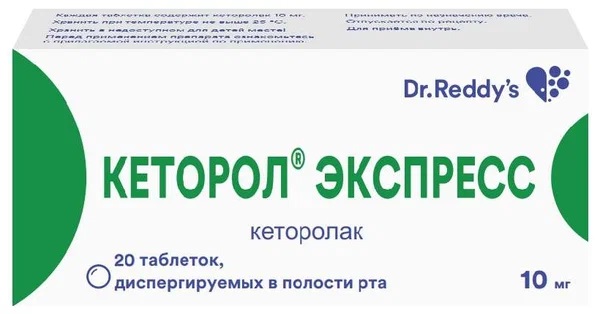 Каждая таблетка содержит кеторолак 10 мг.
Хранить при температуре не выше 25 °C.
Хранить в недоступном для детей месте!
Перед применением препарата ознакомьтесь
с прилагаемой инструкцией по применению.
Принимать по назначению врача.
Отпускается по рецепту.
Для приёма внутрь.
Dr.Reddy's
КЕТОРОЛ® ЭКСПРЕСС
кеторолак
20 таблеток,
диспергируемых в полости рта
10 мг